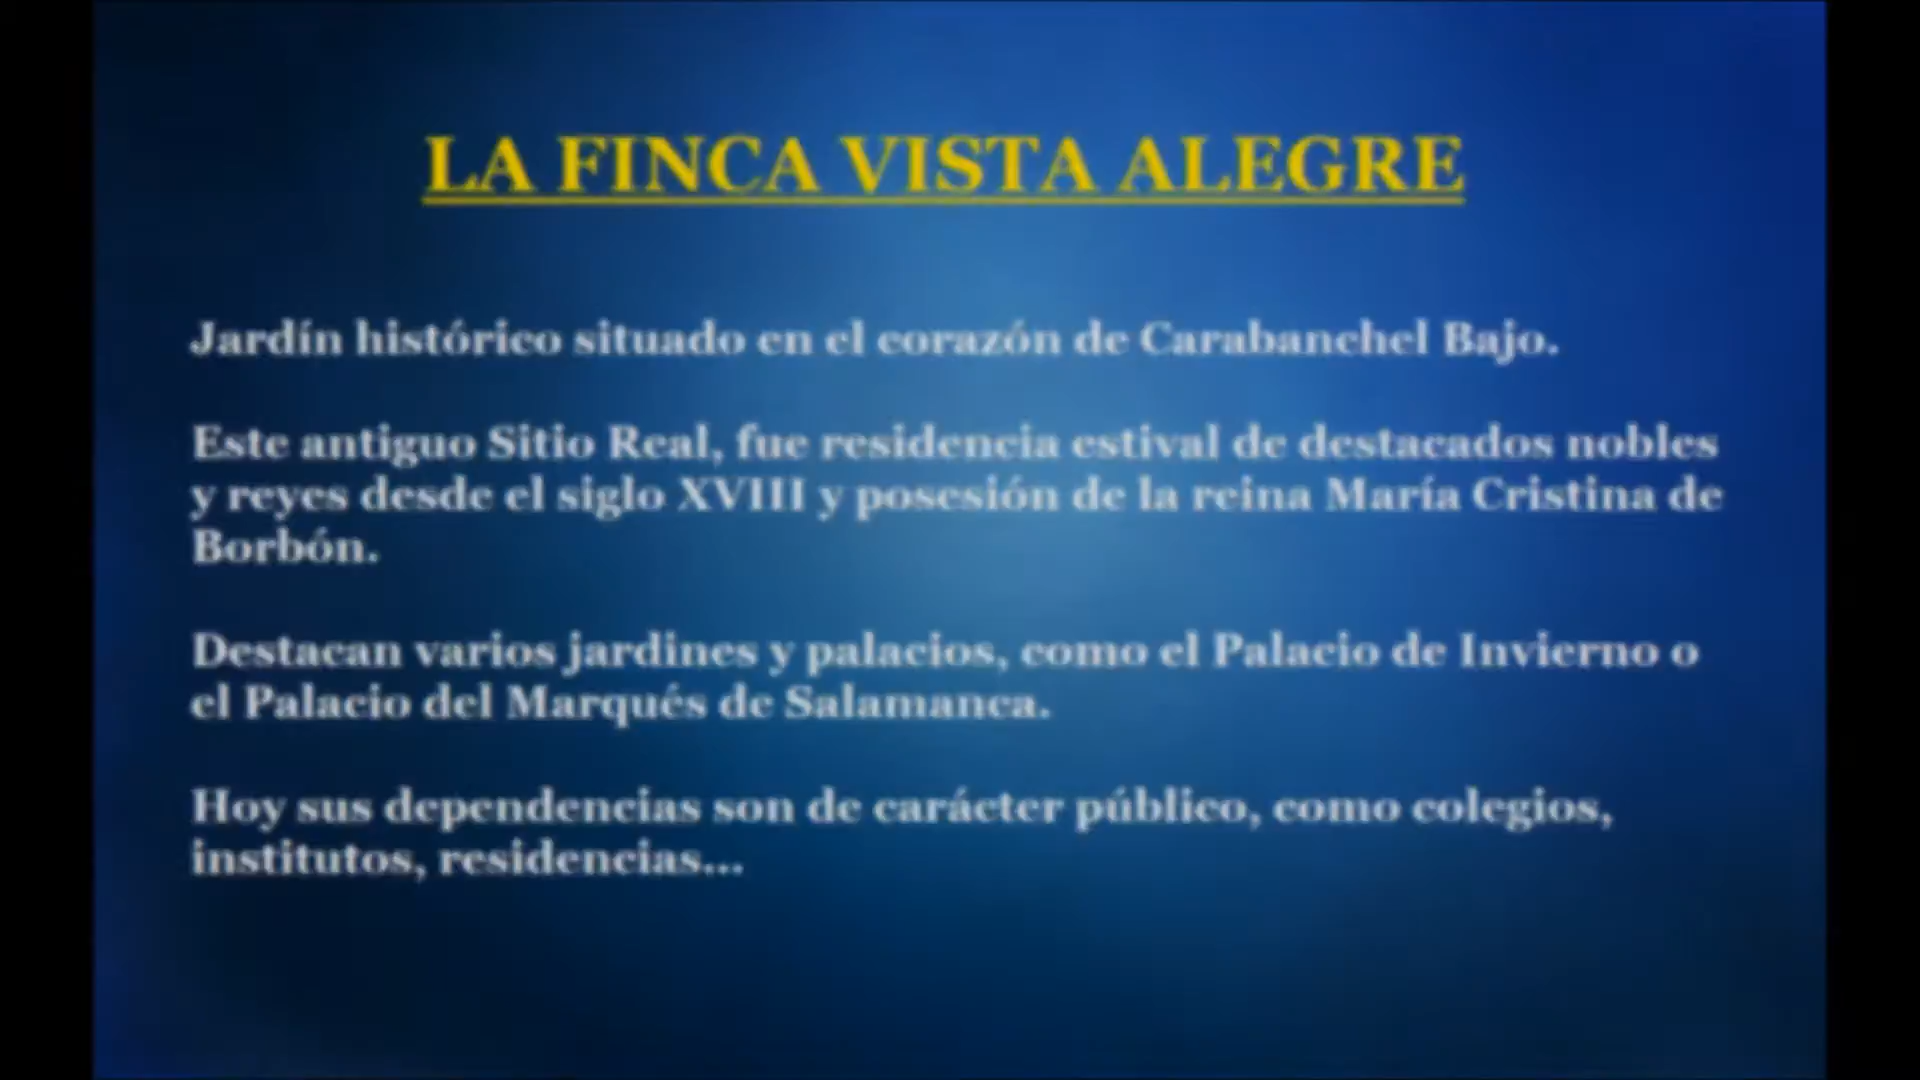 LA FINCA VISTA ALEGRE
Jardín histórico situado en el corazón de Carabanchel Bajo.
Este antiguo Sitio Real, fue residencia estival de destacados nobles
y reyes desde el siglo XVIII y posesión de la reina María Cristina de
Borbón.
Destacan varios jardines y palacios, como el Palacio de Invierno o
el Palacio del Marqués de Salamanca.
Hoy sus dependencias son de carácter público, como colegios,
institutos, residencias...